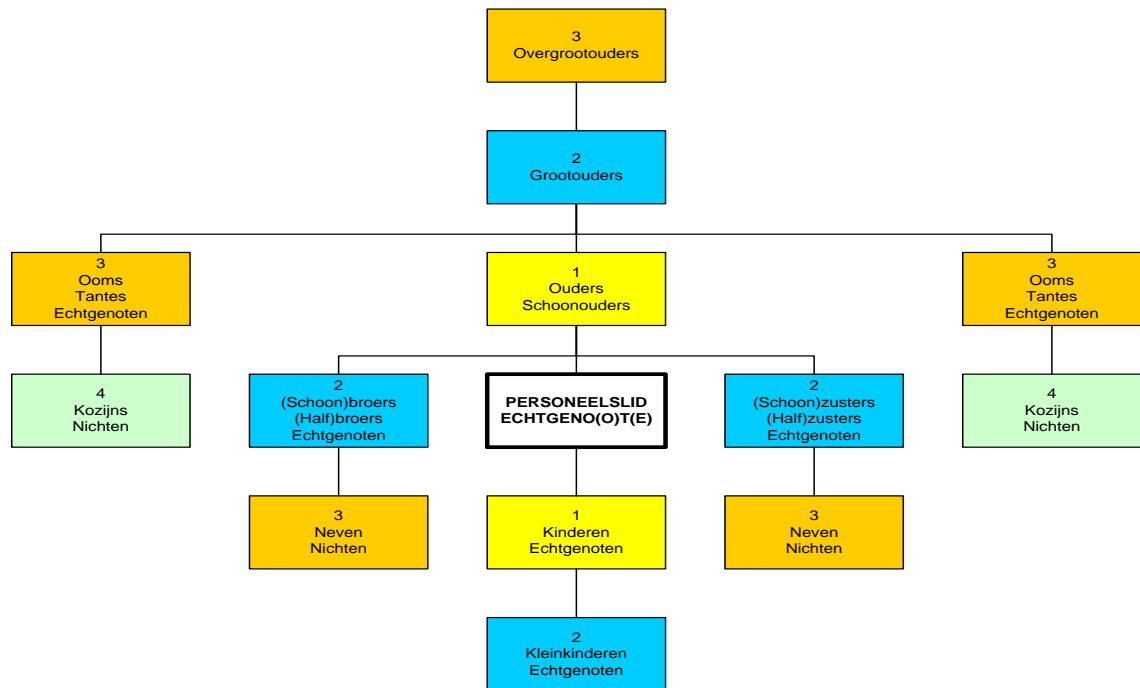 3
Overgrootouders
2
Grootouders
3
Ooms
Tantes
Echtgenoten
1
Ouders
Schoonouders
3
Ooms
Tantes
Echtgenoten
4
Kozijns
Nichten
2
(Schoon)broers
(Half)broers
Echtgenoten
PERSONEELSLID
ECHTGENO(O)T(E)
2
(Schoon)zusters
(Half)zusters
Echtgenoten
4
Kozijns
Nichten
3
Neven
Nichten
1
Kinderen
Echtgenoten
3
Neven
Nichten
2
Kleinkinderen
Echtgenoten